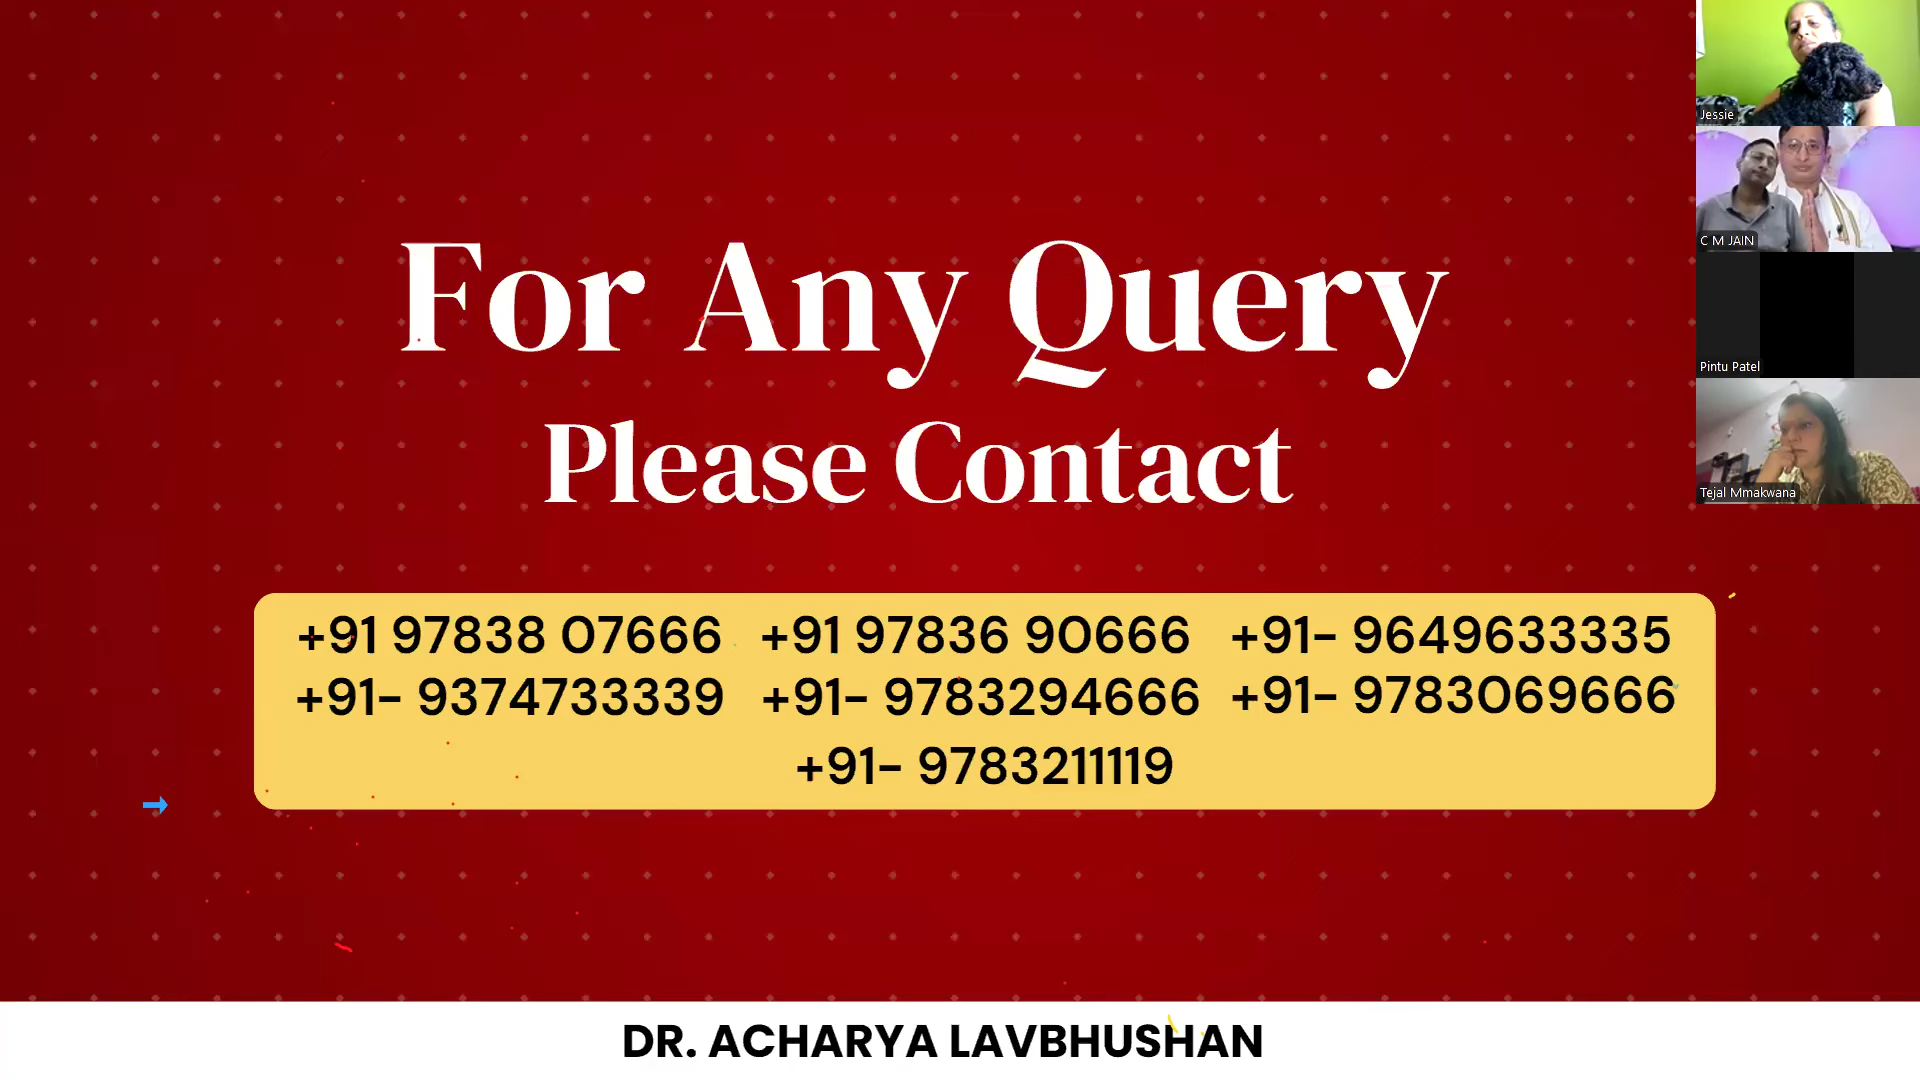 For Any Query
Please Contact
+91 97838 07666 +91 97836 90666 +91- 9649633335
+91- 9374733339 +91- 9783294666 +91- 9783069666
+91- 9783211119
DR. ACHARYA LAVBHUSHAN
Jessie
C M JAIN
Pintu Patel
Tejal Mmakwana